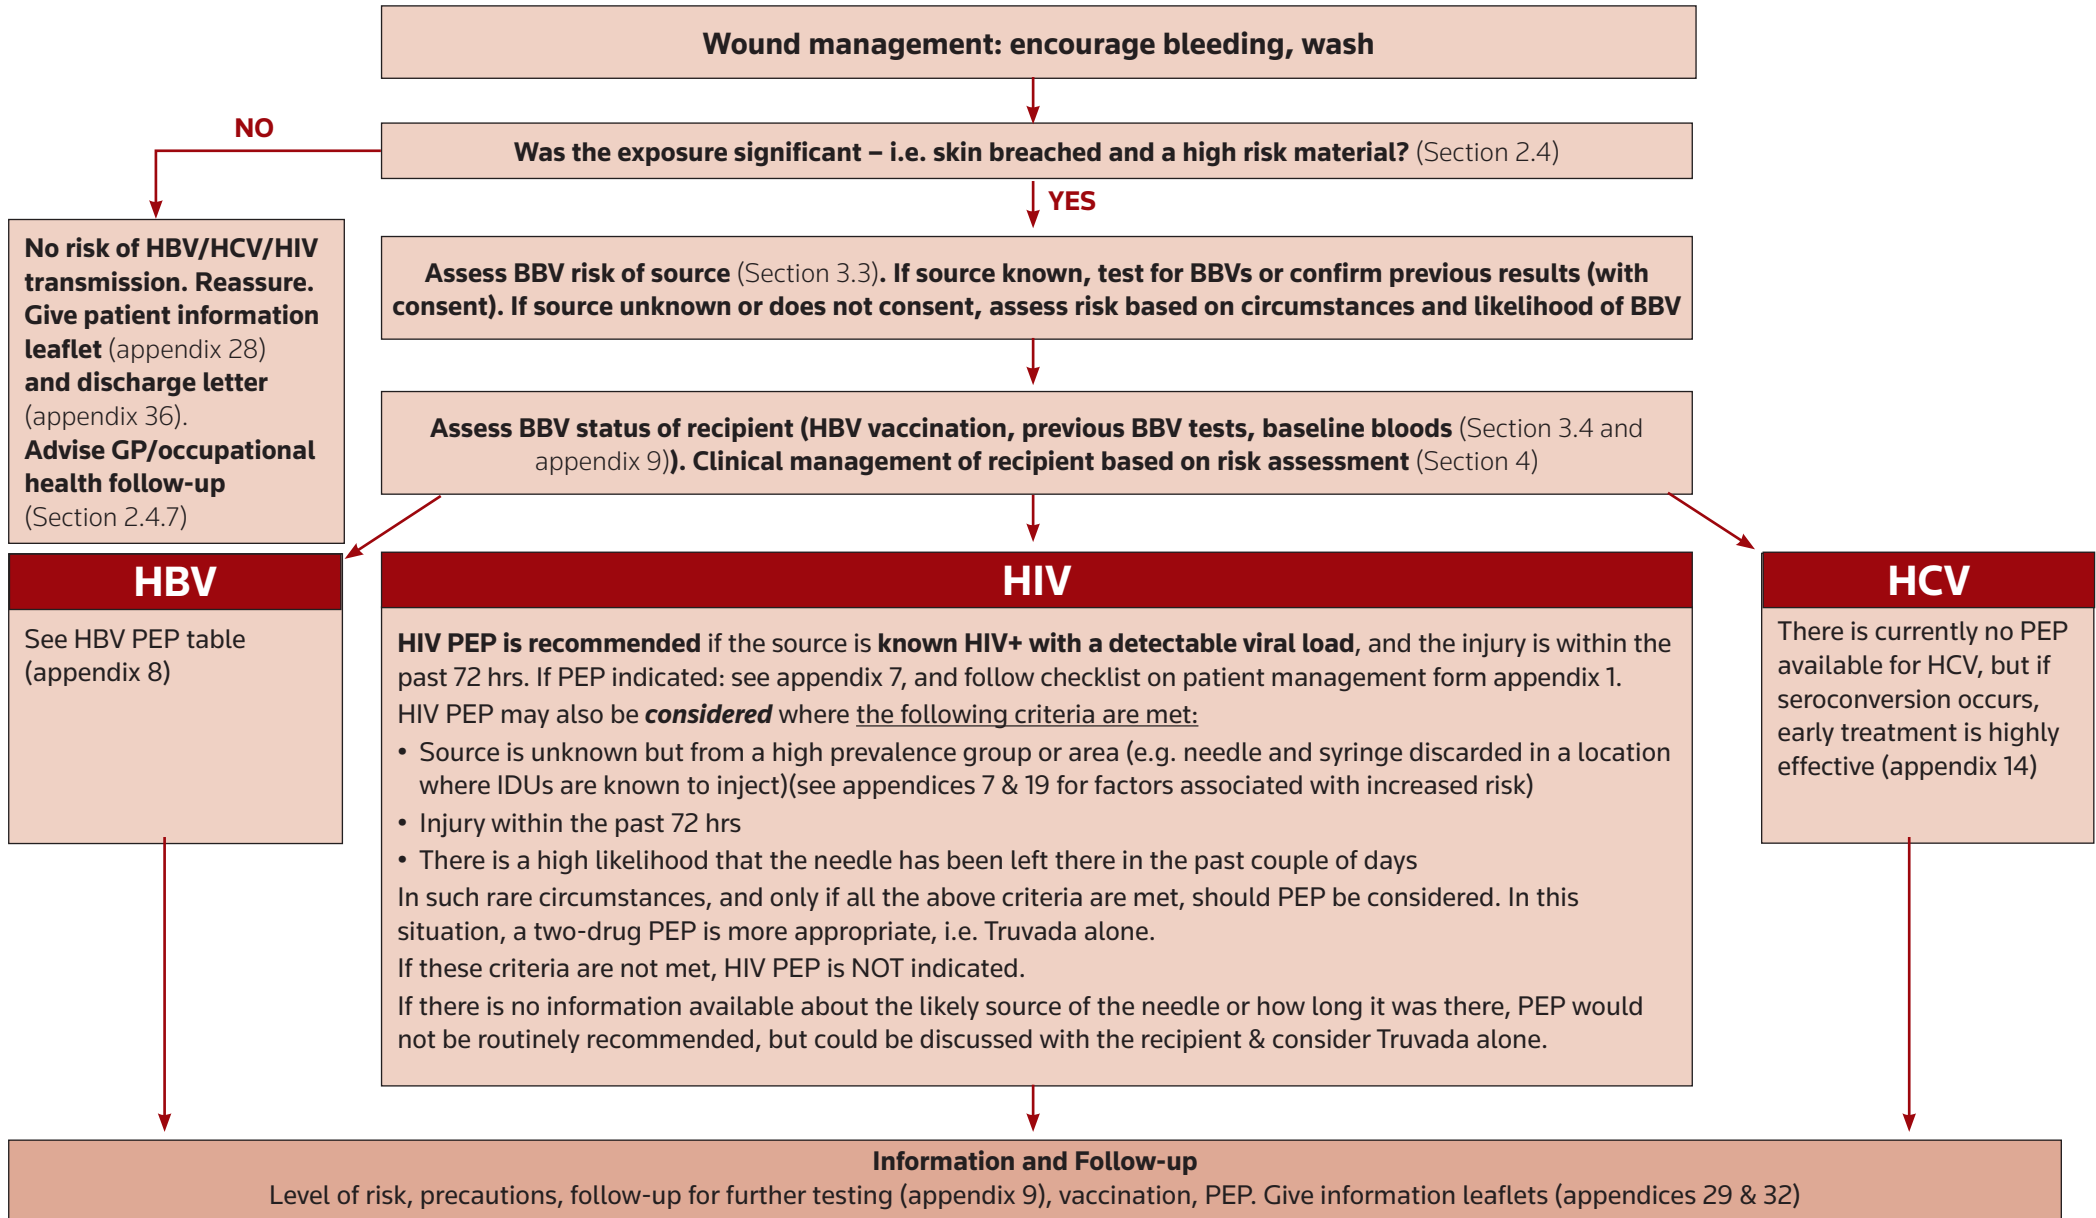 Wound management: encourage bleeding, wash
NO
Was the exposure significant – i.e. skin breached and a high risk material? (Section 2.4)
YES
No risk of HBV/HCV/HIV
transmission. Reassure.
Give patient information
leaflet (appendix 28)
and discharge letter
(appendix 36).
Advise GP/occupational
health follow-up
(Section 2.4.7)
Assess BBV risk of source (Section 3.3). If source known, test for BBVs or confirm previous results (with
consent). If source unknown or does not consent, assess risk based on circumstances and likelihood of BBV
Assess BBV status of recipient (HBV vaccination, previous BBV tests, baseline bloods (Section 3.4 and
appendix 9)). Clinical management of recipient based on risk assessment (Section 4)
HBV
See HBV PEP table
(appendix 8)
HIV
HIV PEP is recommended if the source is known HIV+ with a detectable viral load, and the injury is within the
past 72 hrs. If PEP indicated: see appendix 7, and follow checklist on patient management form appendix 1.
HIV PEP may also be considered where the following criteria are met:
• Source is unknown but from a high prevalence group or area (e.g. needle and syringe discarded in a location
where IDUs are known to inject)(see appendices 7 & 19 for factors associated with increased risk)
• Injury within the past 72 hrs
• There is a high likelihood that the needle has been left there in the past couple of days
In such rare circumstances, and only if all the above criteria are met, should PEP be considered. In this
situation, a two-drug PEP is more appropriate, i.e. Truvada alone.
If these criteria are not met, HIV PEP is NOT indicated.
If there is no information available about the likely source of the needle or how long it was there, PEP would
not be routinely recommended, but could be discussed with the recipient & consider Truvada alone.
HCV
There is currently no PEP
available for HCV, but if
seroconversion occurs,
early treatment is highly
effective (appendix 14)
Information and Follow-up
Level of risk, precautions, follow-up for further testing (appendix 9), vaccination, PEP. Give information leaflets (appendices 29 & 32)